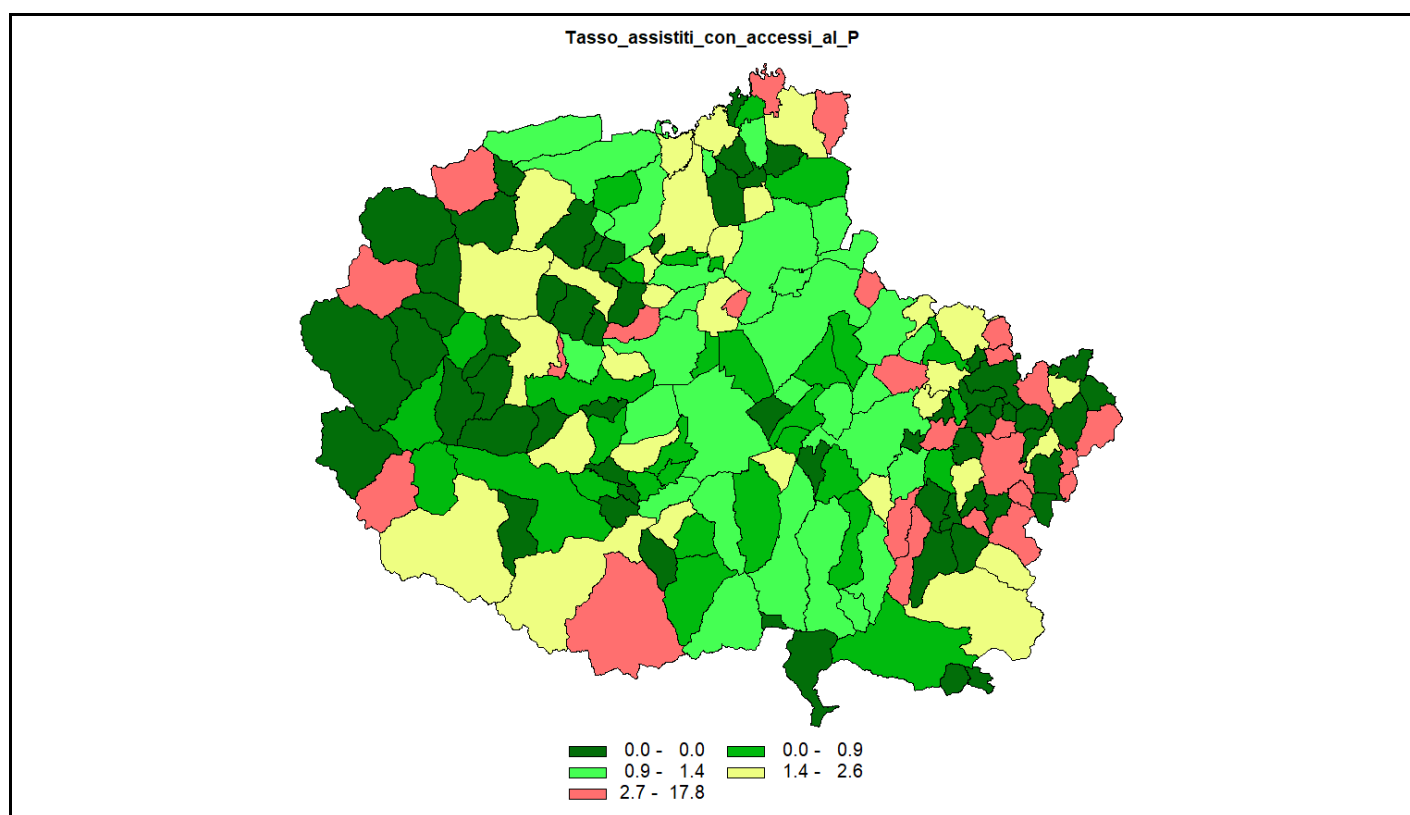 Tasso_assistiti_con_accessi_al_P
0.0 - 0.0 0.0 - 0.9
0.9 - 1.4 1.4 - 2.6
2.7 - 17.8